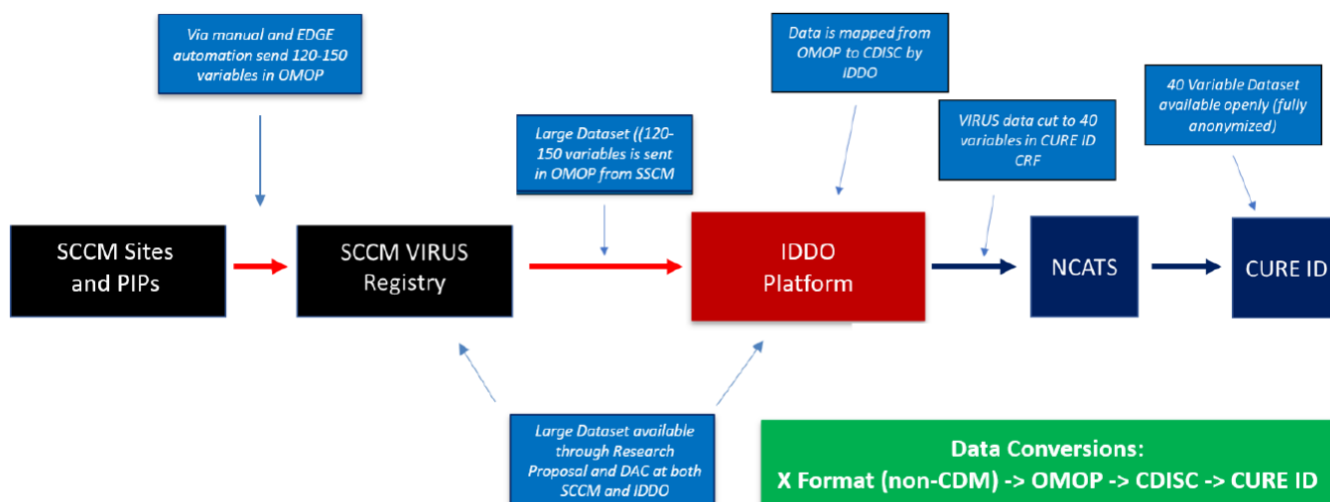 Via manual and EDGE
automation send 120-150
variables in OMOP
Data is mapped from
OMOP to CDISC by
IDDO
40 Variable Dataset
available openly (fully
anonymized)
Large Dataset ((120-
150 variables is sent
in OMOP from SSCM
VIRUS data cut to 40
variables in CURE ID
CRF
SCCM Sites
and PIPs
SCCM VIRUS
Registry
IDDO
Platform
NCATS
CURE ID
Large Dataset available
through Research
Proposal and DAC at both
SCCM and IDDO
Data Conversions:
X Format (non-CDM) -> OMOP -> CDISC -> CURE ID